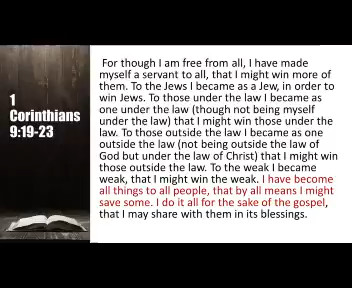 1
Corinthians
9:19-23
For though I am free from all, I have made
myself a servant to all, that I might win more of
them. To the Jews I became as a Jew, in order to
win Jews. To those under the law I became as
one under the law (though not being myself
under the law) that I might win those under the
law. To those outside the law I became as one
outside the law (not being outside the law of
God but under the law of Christ) that I might win
those outside the law. To the weak I became
weak, that I might win the weak. I have become
all things to all people, that by all means I might
save some. I do it all for the sake of the gospel,
that I may share with them in its blessings.